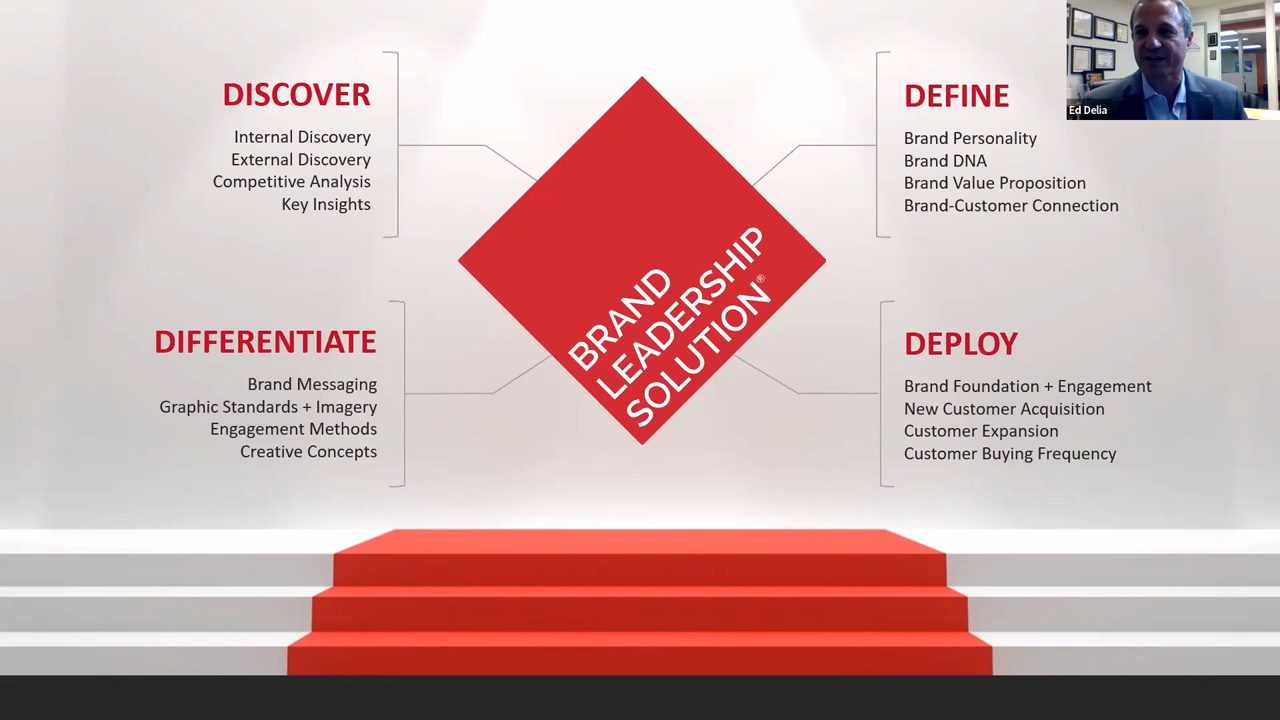 DISCOVER
Internal Discovery
External Discovery
Competitive Analysis
Key Insights
DEFINE
Brand Personality
Brand DNA
Brand Value Proposition
Brand-Customer Connection
Ed Delia
BRAND
LEADERSHIP
SOLUTION®
DIFFERENTIATE
Brand Messaging
Graphic Standards + Imagery
Engagement Methods
Creative Concepts
DEPLOY
Brand Foundation + Engagement
New Customer Acquisition
Customer Expansion
Customer Buying Frequency